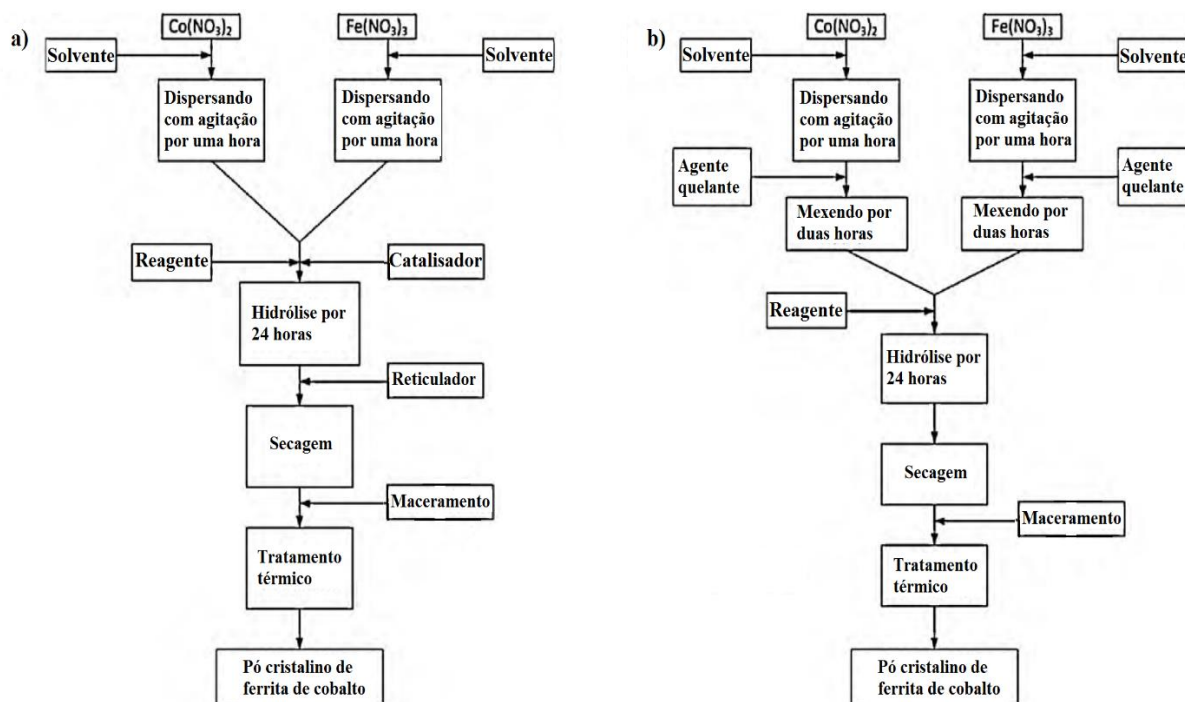 a)
Co(NO₃)₂
Fe(NO₃)₃
Solvente
Solvente
Dispersando
com agitação
por uma hora
Dispersando
com agitação
por uma hora
Reagente
Catalisador
Hidrólise por
24 horas
Reticulador
Secagem
Maceramento
Tratamento
térmico
Pó cristalino de
ferrita de cobalto
b)
Co(NO₃)₂
Fe(NO₃)₃
Solvente
Solvente
Dispersando
com agitação
por uma hora
Dispersando
com agitação
por uma hora
Agente
quelante
Agente
quelante
Mexendo por
duas horas
Mexendo por
duas horas
Reagente
Hidrólise por
24 horas
Secagem
Maceramento
Tratamento
térmico
Pó cristalino de
ferrita de cobalto